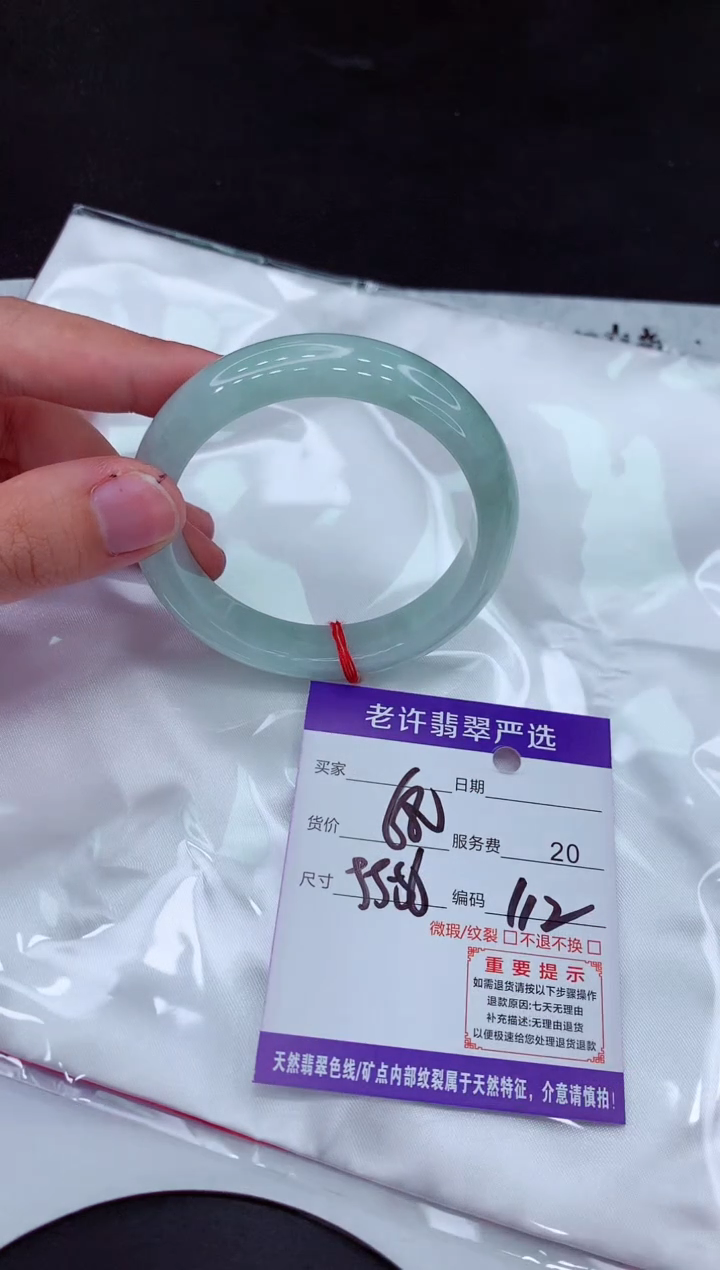 老许翡翠严选
买家 日期
货价 服务费 20
尺寸 编码 112
微瑕/纹裂 □ 不退不换 □
重要提示
如需退货请按以下步骤操作
退款原因:七天无理由
补充描述:无理由退货
以便极速给您处理退货退款
天然翡翠色线/矿点内部纹裂属于天然特征，介意请慎拍!